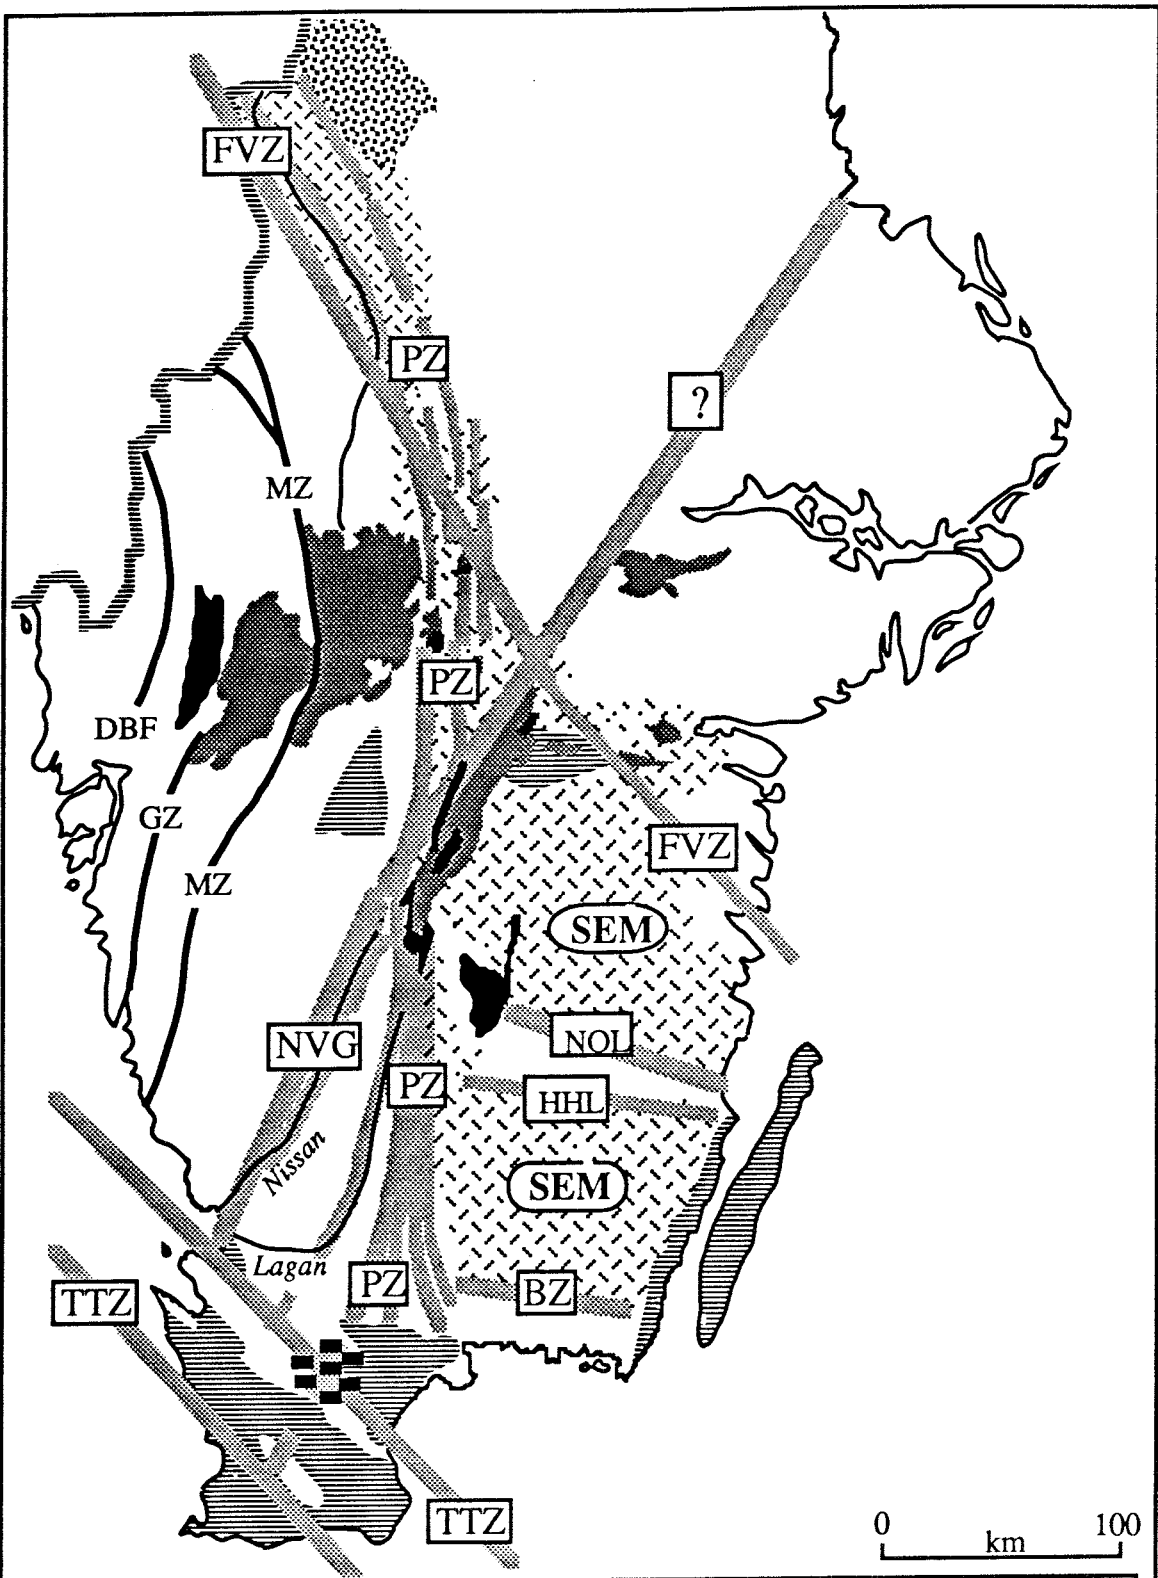 FVZ
PZ
?
MZ
PZ
DBF
GZ
FVZ
MZ
SEM
NOL
NVG
PZ
HHL
Nissan
SEM
Lagan
PZ
BZ
TTZ
TTZ
0 100
km